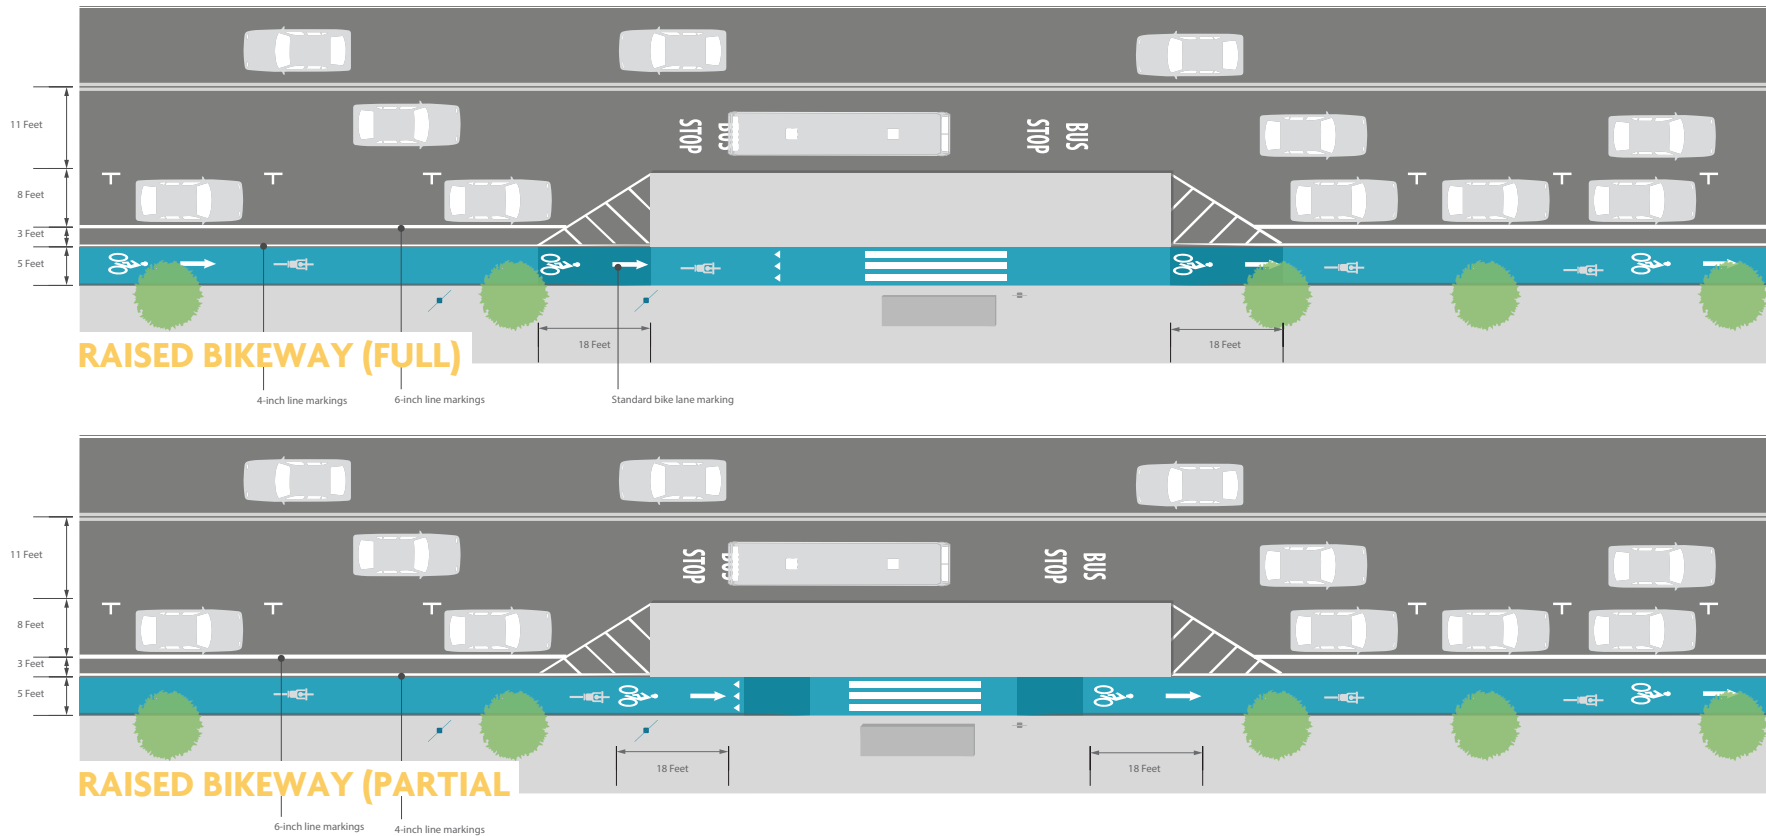 11 Feet
8 Feet
3 Feet
5 Feet
BUS
STOP
BUS
STOP
18 Feet
18 Feet
RAISED BIKEWAY (FULL)
4-inch line markings
6-inch line markings
Standard bike lane marking
11 Feet
8 Feet
3 Feet
5 Feet
BUS
STOP
BUS
STOP
18 Feet
18 Feet
RAISED BIKEWAY (PARTIAL
6-inch line markings
4-inch line markings